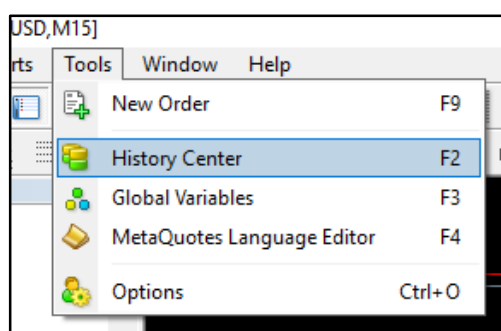 USD,M15]
rts Tools Window Help
New Order F9
History Center F2
Global Variables F3
MetaQuotes Language Editor F4
Options Ctrl+O